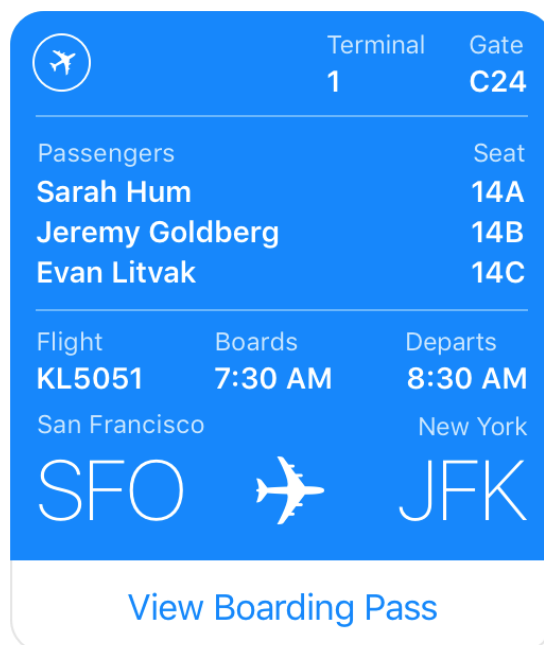 Terminal Gate
1 C24
Passengers Seat
Sarah Hum 14A
Jeremy Goldberg 14B
Evan Litvak 14C
Flight Boards Departs
KL5051 7:30 AM 8:30 AM
San Francisco New York
SFO JFK
View Boarding Pass